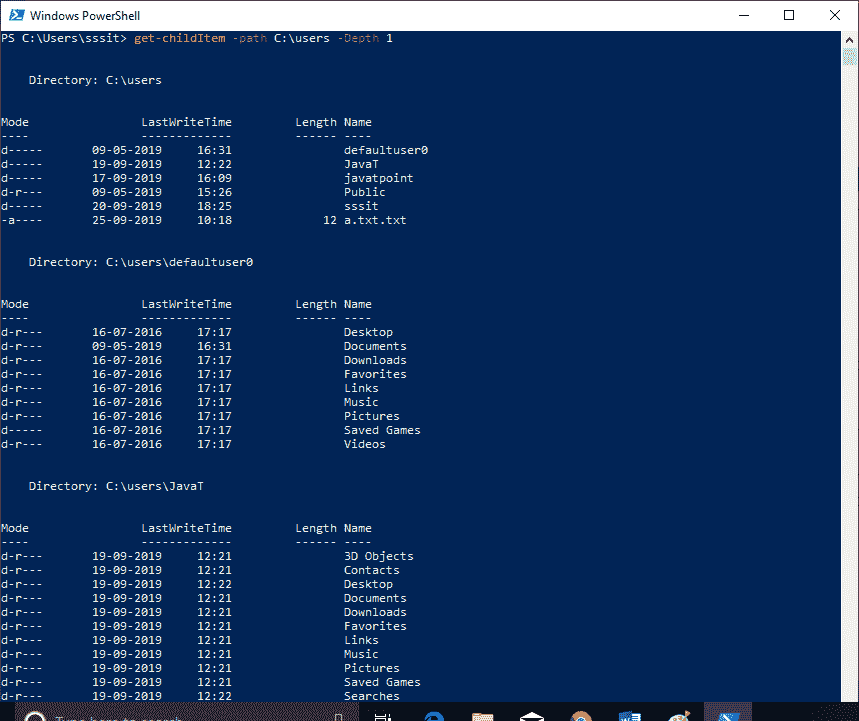 Windows PowerShell
PS C:\Users\sssit> get-childItem -path C:\users -Depth 1
Directory: C:\users
Mode LastWriteTime Length Name
---- ------------- ------ ----
d----- 09-05-2019 16:31 defaultuser0
d----- 19-09-2019 12:22 JavaT
d----- 17-09-2019 16:09 javatpoint
d-r--- 09-05-2019 15:26 Public
d----- 20-09-2019 18:25 sssit
-a---- 25-09-2019 10:18 12 a.txt.txt
Directory: C:\users\defaultuser0
Mode LastWriteTime Length Name
---- ------------- ------ ----
d-r--- 16-07-2016 17:17 Desktop
d-r--- 09-05-2019 16:31 Documents
d-r--- 16-07-2016 17:17 Downloads
d-r--- 16-07-2016 17:17 Favorites
d-r--- 16-07-2016 17:17 Links
d-r--- 16-07-2016 17:17 Music
d-r--- 16-07-2016 17:17 Pictures
d----- 16-07-2016 17:17 Saved Games
d-r--- 16-07-2016 17:17 Videos
Directory: C:\users\JavaT
Mode LastWriteTime Length Name
---- ------------- ------ ----
d-r--- 19-09-2019 12:21 3D Objects
d-r--- 19-09-2019 12:21 Contacts
d-r--- 19-09-2019 12:22 Desktop
d-r--- 19-09-2019 12:21 Documents
d-r--- 19-09-2019 12:21 Downloads
d-r--- 19-09-2019 12:21 Favorites
d-r--- 19-09-2019 12:21 Links
d-r--- 19-09-2019 12:21 Music
d-r--- 19-09-2019 12:21 Pictures
d-r--- 19-09-2019 12:21 Saved Games
d-r--- 19-09-2019 12:22 Searches
Type here to search